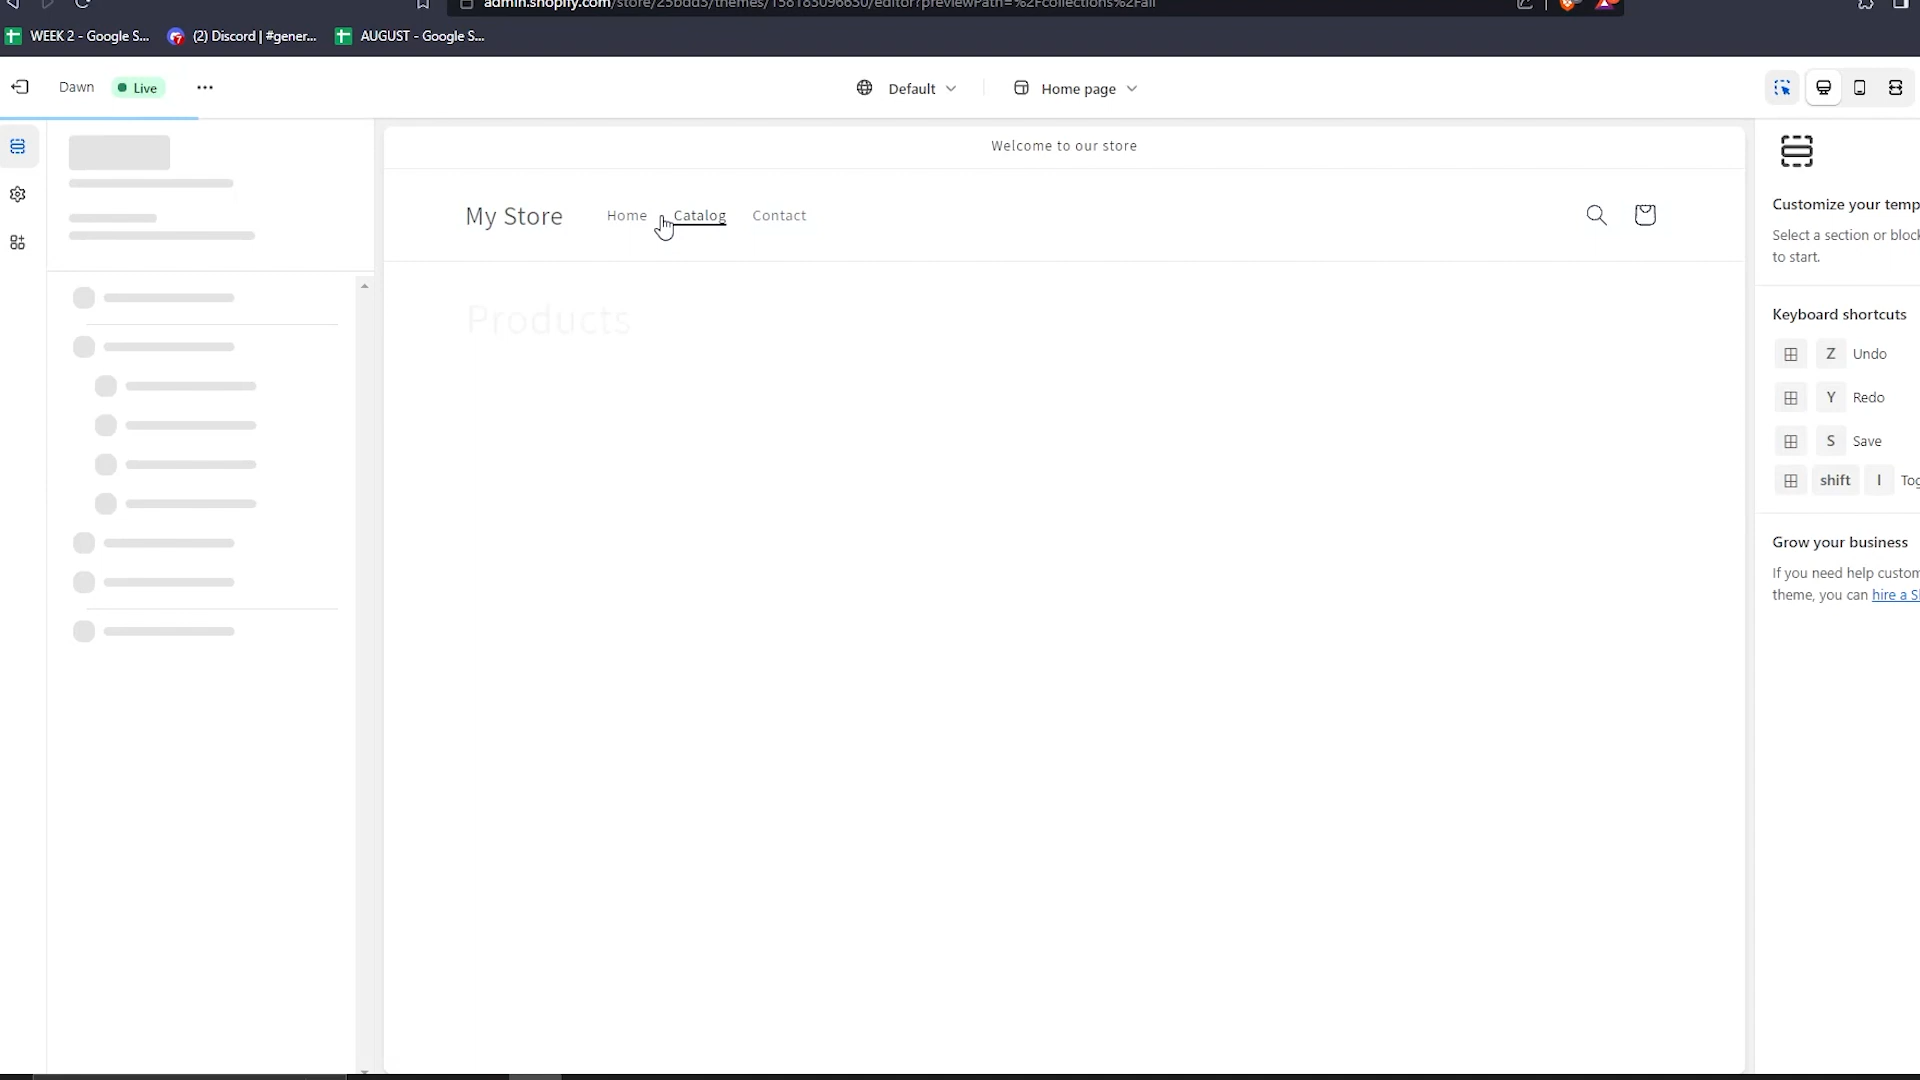 admin.shopify.com/store/25bdd3/themes/158183096630/editor?previewPath=%2Fcollections%2Fall
WEEK 2 - Google S...
(2) Discord | #gener...
AUGUST - Google S...
Dawn
Live
Default
Home page
Welcome to our store
My Store
Home
Catalog
Contact
Products
Customize your temp
Select a section or block
to start.
Keyboard shortcuts
Z Undo
Y Redo
S Save
shift I Tog
Grow your business
If you need help custom
theme, you can hire a S